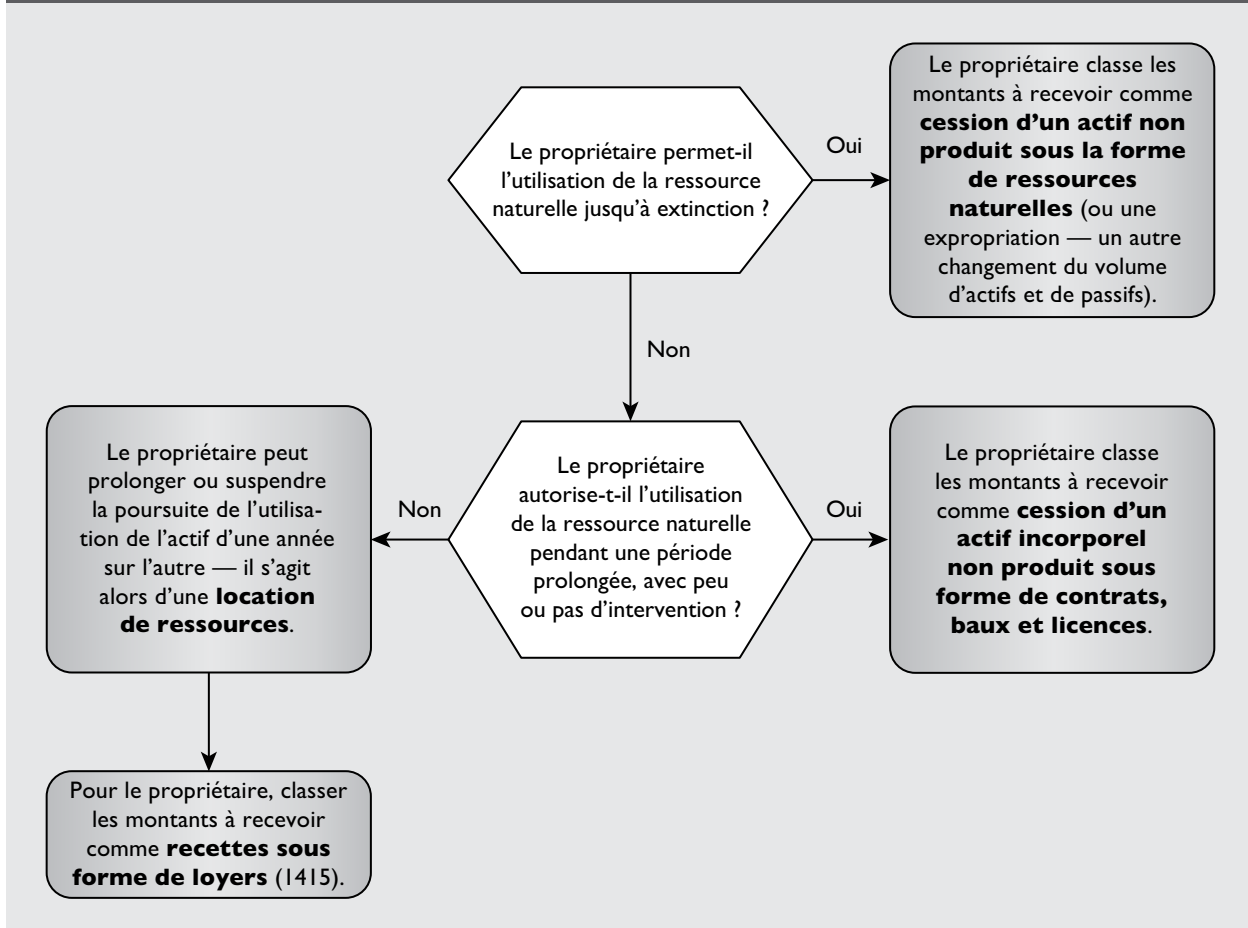 Le propriétaire permet-il
l'utilisation de la ressource
naturelle jusqu'à extinction ?
Oui
Le propriétaire classe les
montants à recevoir comme
cession d'un actif non
produit sous la forme
de ressources
naturelles (ou une
expropriation — un autre
changement du volume
d'actifs et de passifs).
Non
Le propriétaire peut
prolonger ou suspendre
la poursuite de l'utilisa-
tion de l'actif d'une année
sur l'autre — il s'agit
alors d'une location
de ressources.
Non
Le propriétaire
autorise-t-il l'utilisation
de la ressource naturelle
pendant une période
prolongée, avec peu
ou pas d'intervention ?
Oui
Le propriétaire classe
les montants à recevoir
comme cession d'un
actif incorporel
non produit sous
forme de contrats,
baux et licences.
Pour le propriétaire, classer
les montants à recevoir
comme recettes sous
forme de loyers (1415).